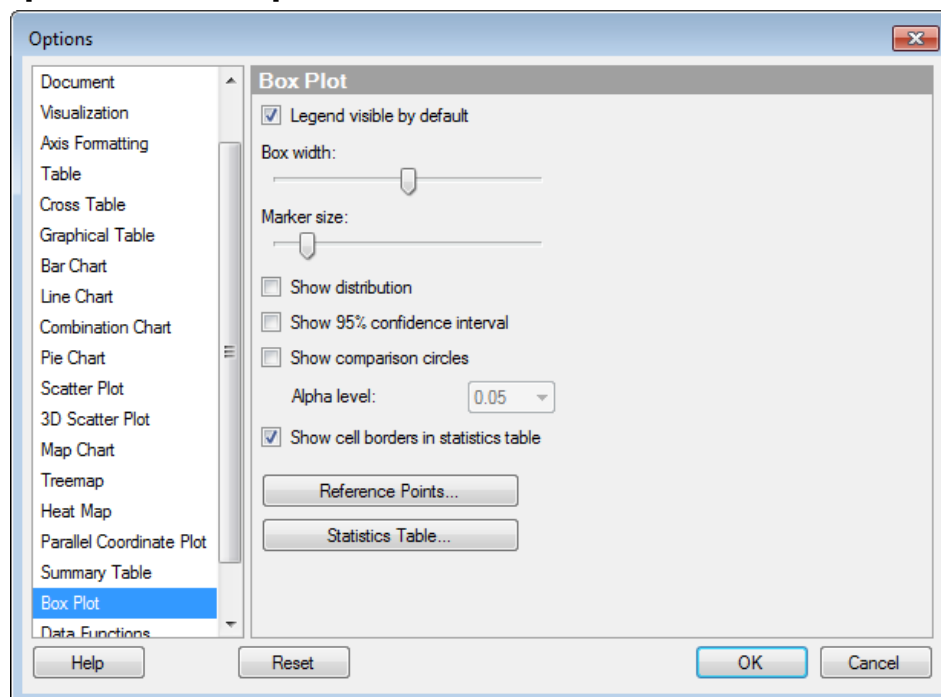 Options
Document
Visualization
Axis Formatting
Table
Cross Table
Graphical Table
Bar Chart
Line Chart
Combination Chart
Pie Chart
Scatter Plot
3D Scatter Plot
Map Chart
Treemap
Heat Map
Parallel Coordinate Plot
Summary Table
Box Plot
Data Functions
Box Plot
Legend visible by default
Box width:
Marker size:
Show distribution
Show 95% confidence interval
Show comparison circles
Alpha level: 0.05
Show cell borders in statistics table
Reference Points...
Statistics Table...
Help Reset OK Cancel